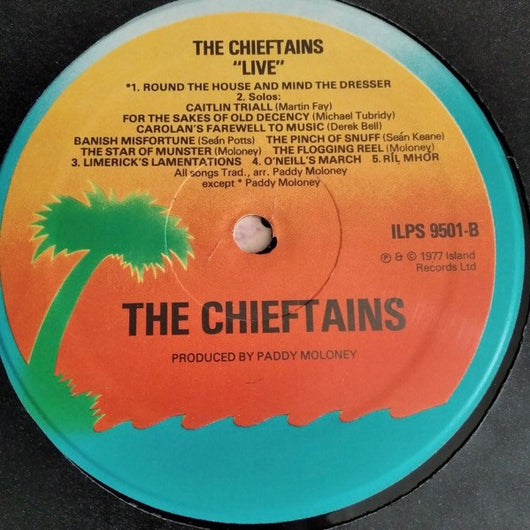 THE CHIEFTAINS
"LIVE"
*1. ROUND THE HOUSE AND MIND THE DRESSER
2. Solos:
CAITLIN TRIALL (Martin Fay)
FOR THE SAKES OF OLD DECENCY (Michael Tubridy)
CAROLAN'S FAREWELL TO MUSIC (Derek Bell)
BANISH MISFORTUNE (Seán Potts) THE PINCH OF SNUFF (Seán Keane)
THE STAR OF MUNSTER (Moloney) THE FLOGGING REEL (Moloney)
3. LIMERICK'S LAMENTATIONS 4. O'NEILL'S MARCH 5. RÍL MHÓR
All songs Trad., arr. Paddy Moloney
except * Paddy Moloney
ILPS 9501-B
℗ & © 1977 Island
Records Ltd
THE CHIEFTAINS
PRODUCED BY PADDY MOLONEY